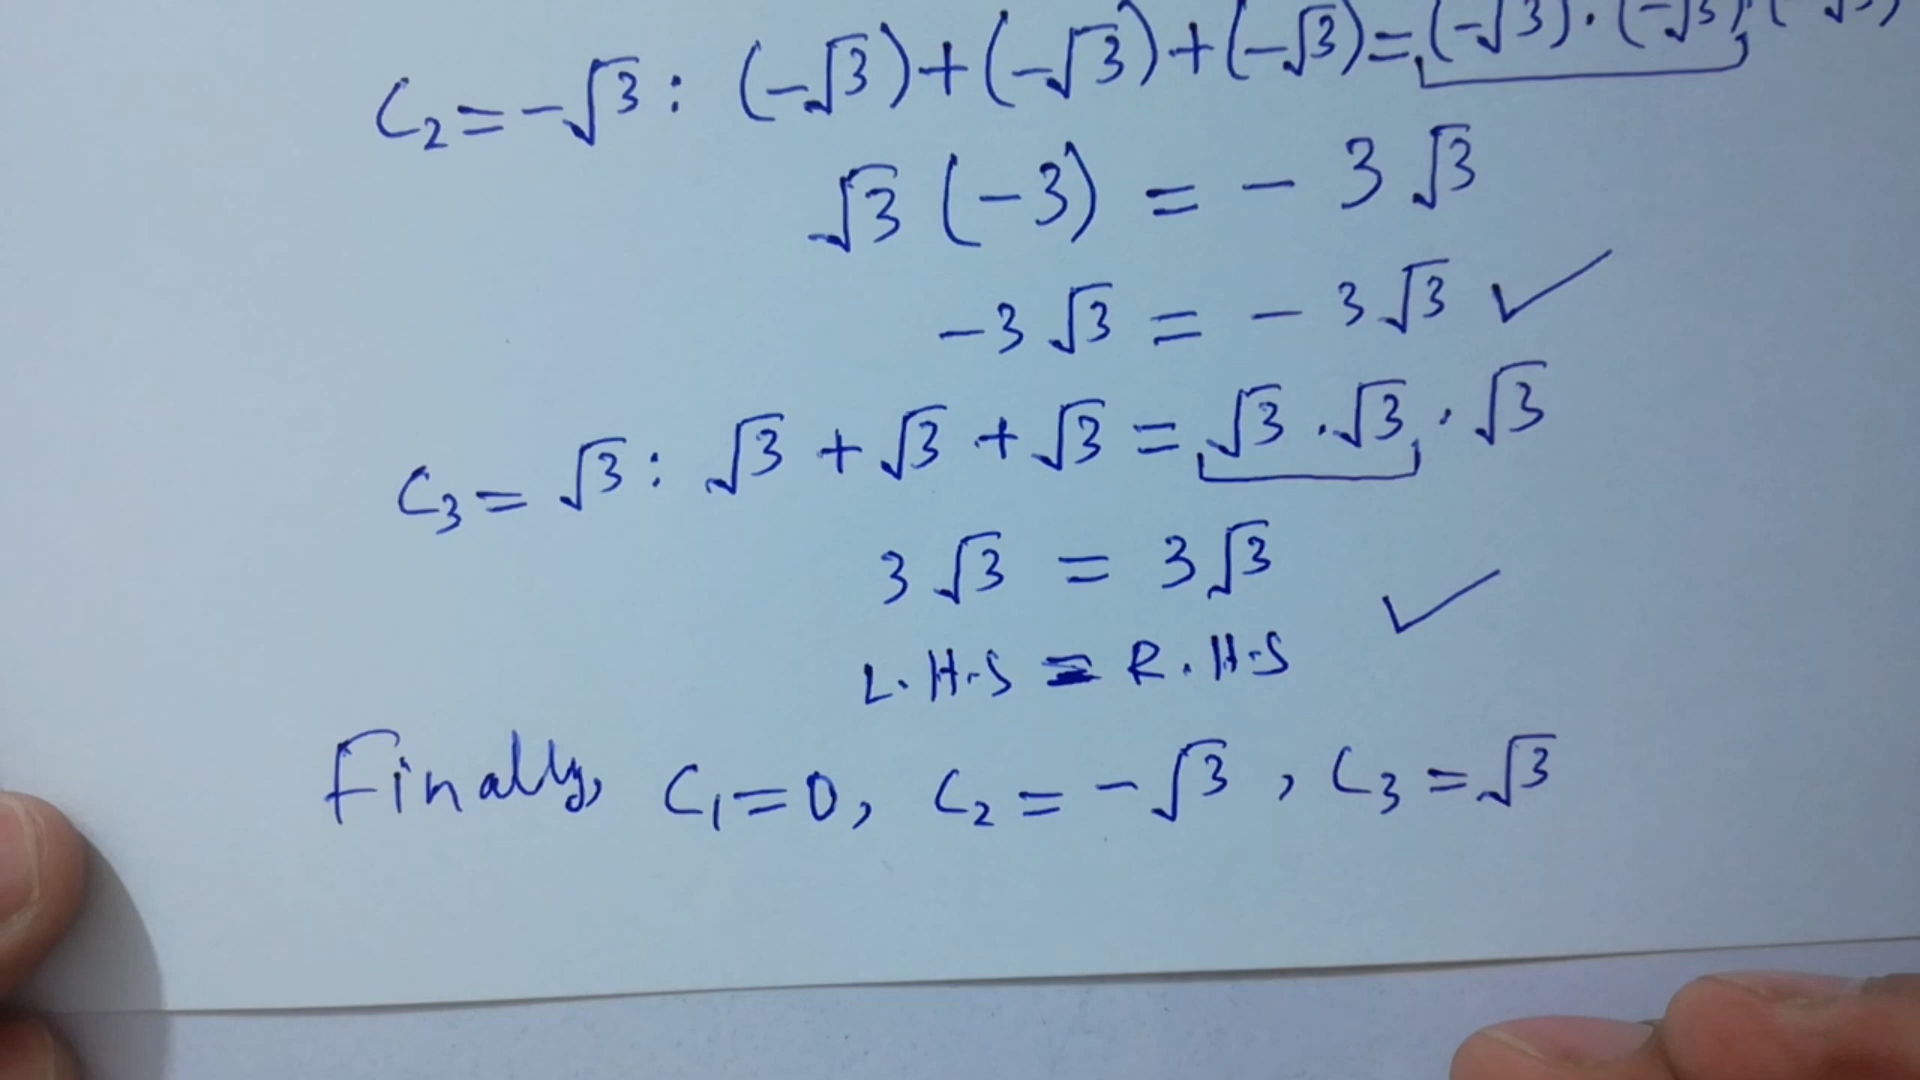 C₂ = -√3 : (-√3) + (-√3) + (-√3) = (-√3) · (-√3) · (-√3)
√3 (-3) = - 3 √3
-3 √3 = - 3 √3 ✓
C₃ = √3 : √3 + √3 + √3 = √3 · √3 · √3
3 √3 = 3 √3 ✓
L.H.S = R.H.S
Finally, C₁ = 0, C₂ = -√3, C₃ = √3